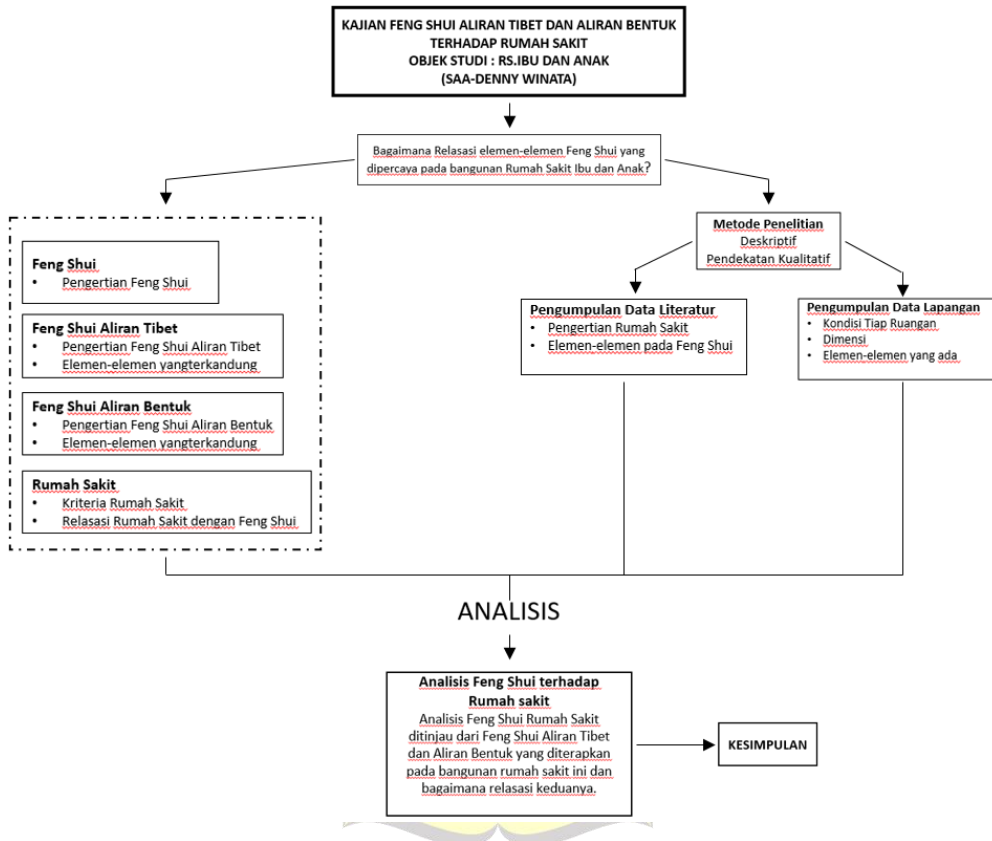 KAJIAN FENG SHUI ALIRAN TIBET DAN ALIRAN BENTUK
TERHADAP RUMAH SAKIT
OBJEK STUDI : RS.IBU DAN ANAK
(SAA-DENNY WINATA)
Bagaimana Relasasi elemen-elemen Feng Shui yang
dipercaya pada bangunan Rumah Sakit Ibu dan Anak?
Feng Shui
• Pengertian Feng Shui
Feng Shui Aliran Tibet
• Pengertian Feng Shui Aliran Tibet
• Elemen-elemen yangterkandung
Feng Shui Aliran Bentuk
• Pengertian Feng Shui Aliran Bentuk
• Elemen-elemen yangterkandung
Rumah Sakit
• Kriteria Rumah Sakit
• Relasasi Rumah Sakit dengan Feng Shui
Metode Penelitian
Deskriptif
Pendekatan Kualitatif
Pengumpulan Data Literatur
• Pengertian Rumah Sakit
• Elemen-elemen pada Feng Shui
Pengumpulan Data Lapangan
• Kondisi Tiap Ruangan
• Dimensi
• Elemen-elemen yang ada
ANALISIS
Analisis Feng Shui terhadap
Rumah sakit
Analisis Feng Shui Rumah Sakit
ditinjau dari Feng Shui Aliran Tibet
dan Aliran Bentuk yang diterapkan
pada bangunan rumah sakit ini dan
bagaimana relasasi keduanya.
KESIMPULAN